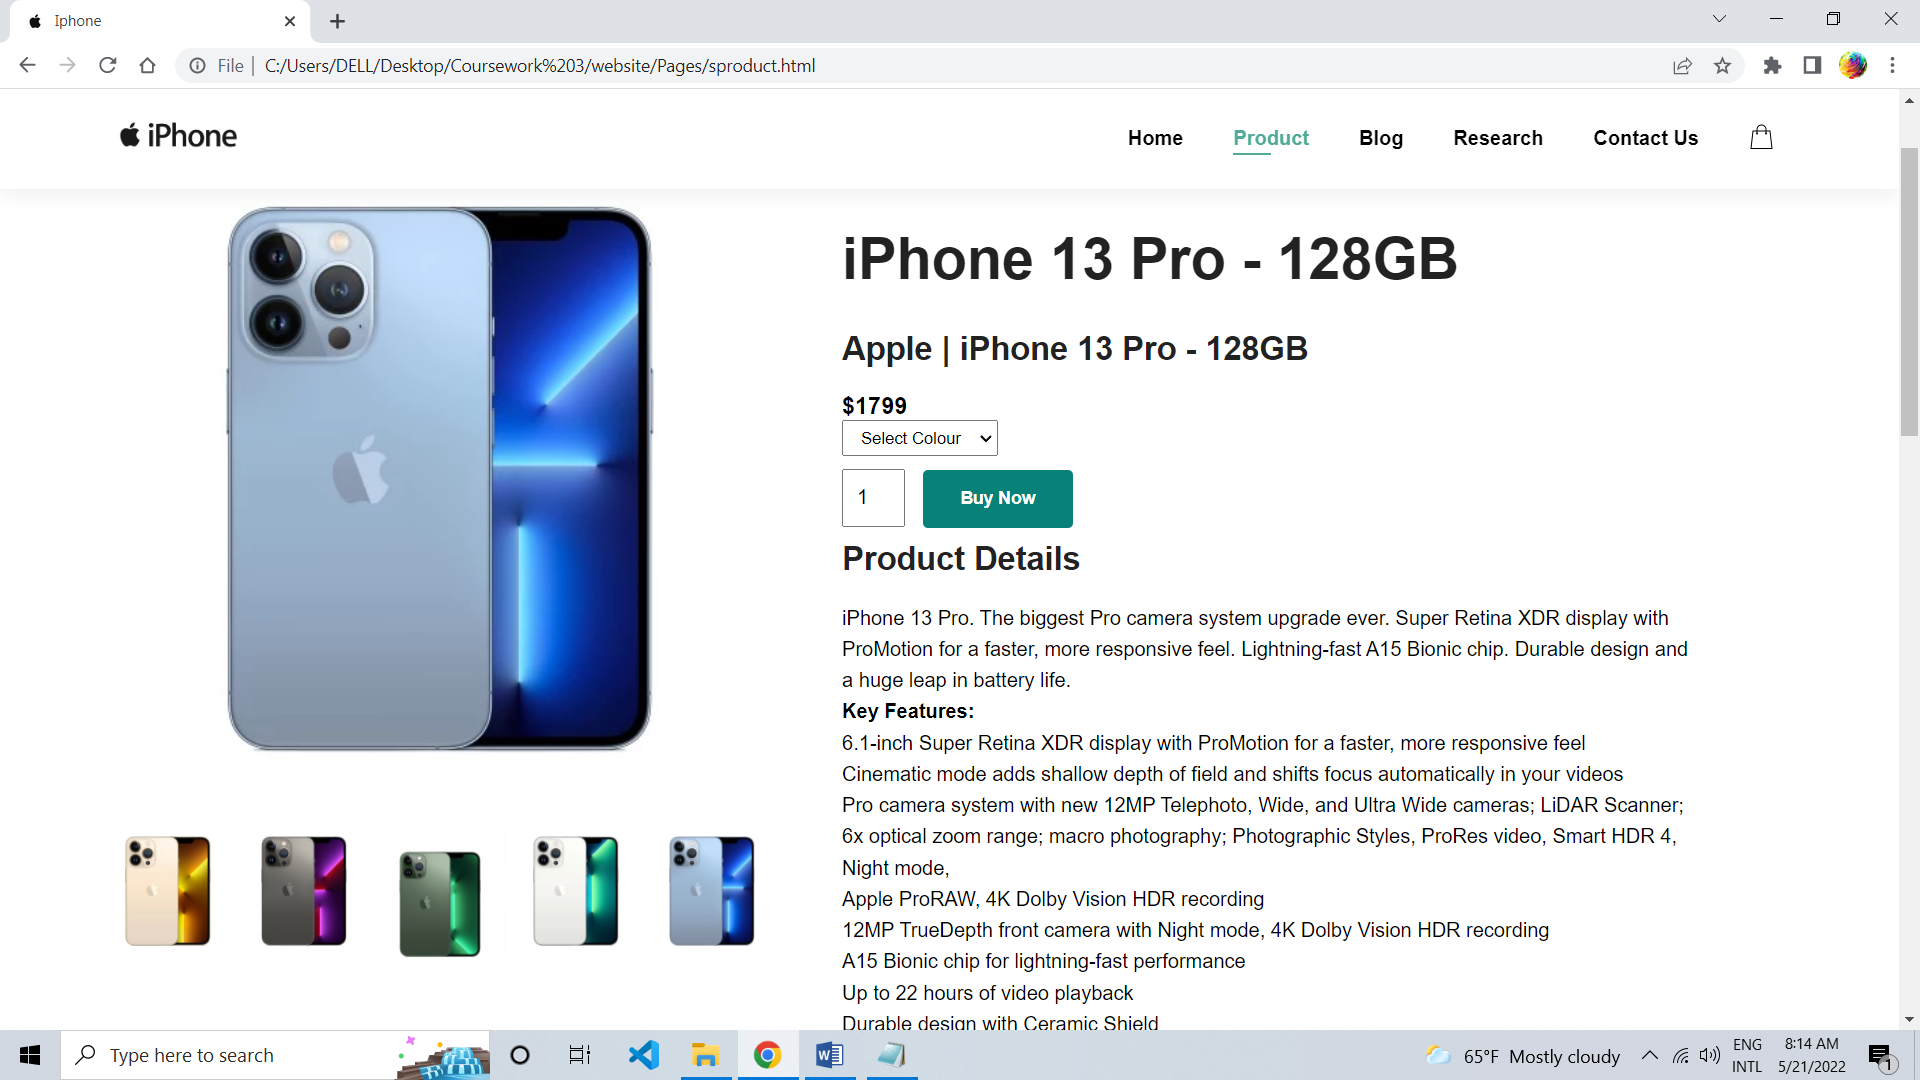 Iphone
File
C:/Users/DELL/Desktop/Coursework%203/website/Pages/sproduct.html
iPhone
Home
Product
Blog
Research
Contact Us
iPhone 13 Pro - 128GB
Apple | iPhone 13 Pro - 128GB
$1799
Select Colour
1
Buy Now
Product Details
iPhone 13 Pro. The biggest Pro camera system upgrade ever. Super Retina XDR display with
ProMotion for a faster, more responsive feel. Lightning-fast A15 Bionic chip. Durable design and
a huge leap in battery life.
Key Features:
6.1-inch Super Retina XDR display with ProMotion for a faster, more responsive feel
Cinematic mode adds shallow depth of field and shifts focus automatically in your videos
Pro camera system with new 12MP Telephoto, Wide, and Ultra Wide cameras; LiDAR Scanner;
6x optical zoom range; macro photography; Photographic Styles, ProRes video, Smart HDR 4,
Night mode,
Apple ProRAW, 4K Dolby Vision HDR recording
12MP TrueDepth front camera with Night mode, 4K Dolby Vision HDR recording
A15 Bionic chip for lightning-fast performance
Up to 22 hours of video playback
Durable design with Ceramic Shield
Type here to search
65°F Mostly cloudy
ENG
INTL
8:14 AM
5/21/2022
1